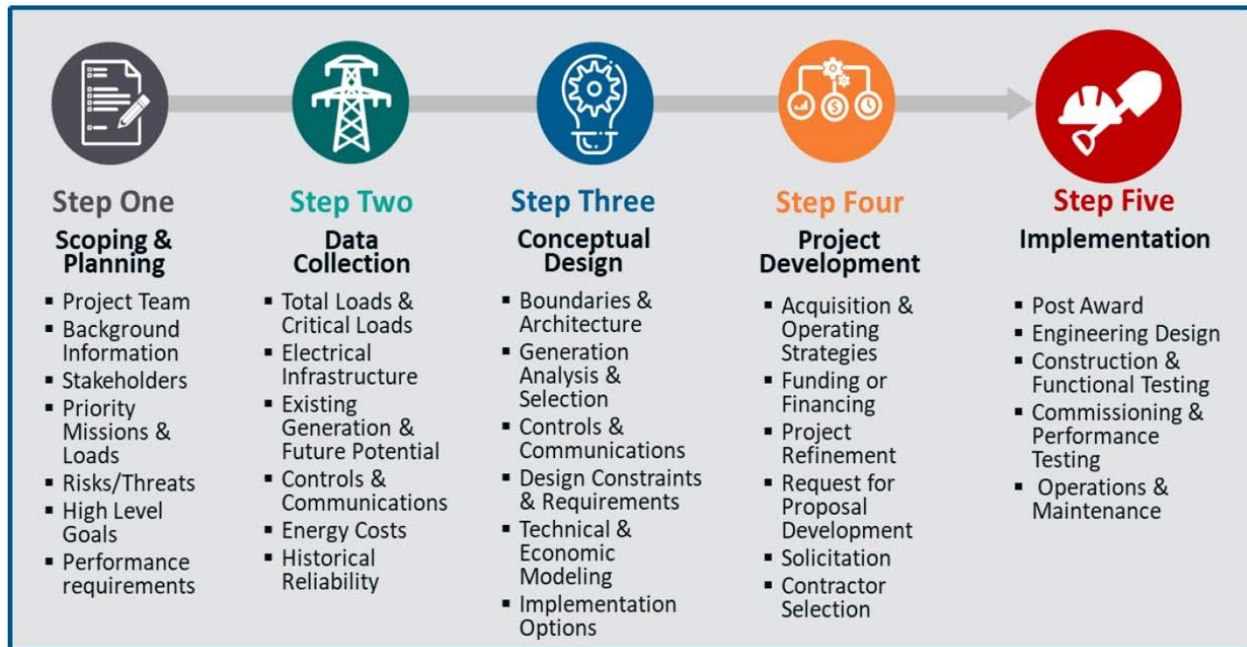 Step One
Scoping &
Planning
▪ Project Team
▪ Background
Information
▪ Stakeholders
▪ Priority
Missions &
Loads
▪ Risks/Threats
▪ High Level
Goals
▪ Performance
requirements
Step Two
Data
Collection
▪ Total Loads &
Critical Loads
▪ Electrical
Infrastructure
▪ Existing
Generation &
Future Potential
▪ Controls &
Communications
▪ Energy Costs
▪ Historical
Reliability
Step Three
Conceptual
Design
▪ Boundaries &
Architecture
▪ Generation
Analysis &
Selection
▪ Controls &
Communications
▪ Design Constraints
& Requirements
▪ Technical &
Economic
Modeling
▪ Implementation
Options
Step Four
Project
Development
▪ Acquisition &
Operating
Strategies
▪ Funding or
Financing
▪ Project
Refinement
▪ Request for
Proposal
Development
▪ Solicitation
▪ Contractor
Selection
Step Five
Implementation
▪ Post Award
▪ Engineering Design
▪ Construction &
Functional Testing
▪ Commissioning &
Performance
Testing
▪ Operations &
Maintenance